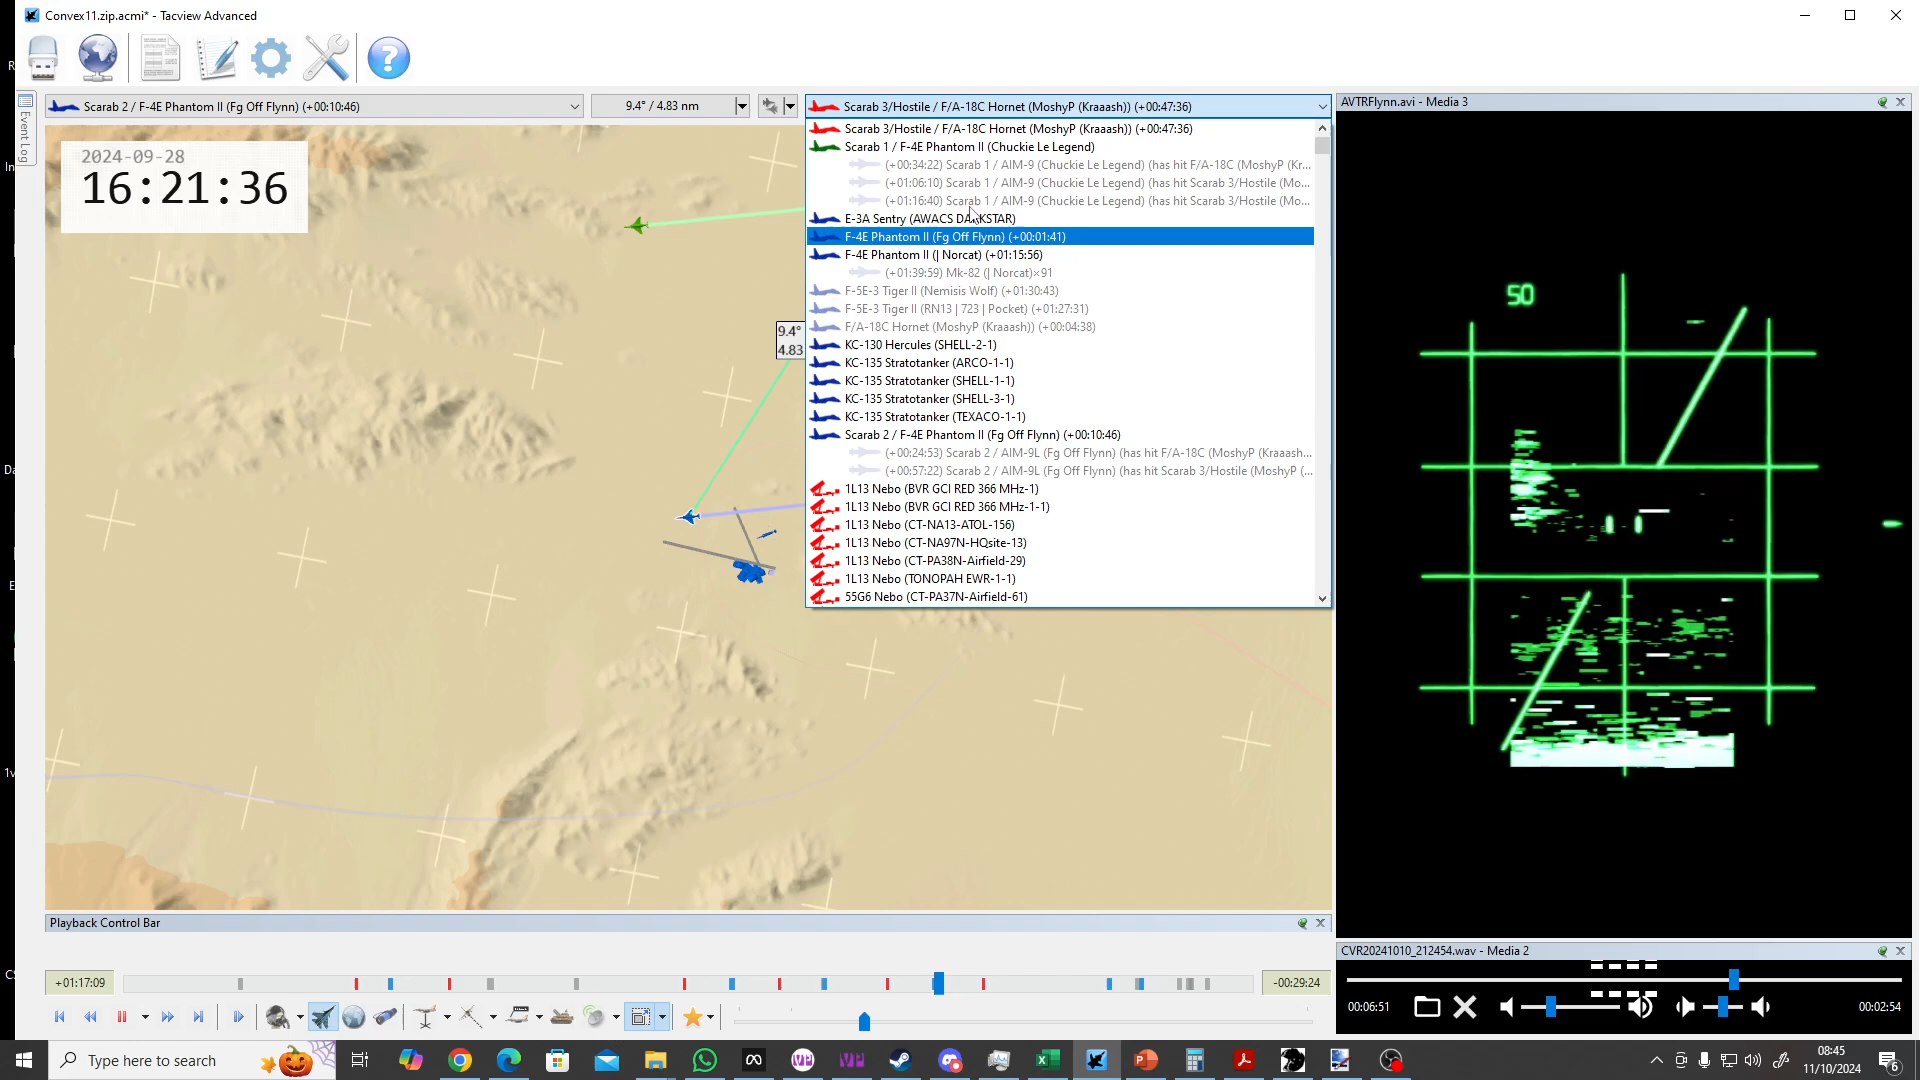 Convex11.zip.acmi* - Tacview Advanced
Scarab 2 / F-4E Phantom II (Fg Off Flynn) (+00:10:46)
9.4° / 4.83 nm
Scarab 3/Hostile / F/A-18C Hornet (MoshyP (Kraaash)) (+00:47:36)
AVTRFlynn.avi - Media 3
Event Log
2024-09-28
16:21:36
Scarab 3/Hostile / F/A-18C Hornet (MoshyP (Kraaash)) (+00:47:36)
Scarab 1 / F-4E Phantom II (Chuckie Le Legend)
(+00:34:22) Scarab 1 / AIM-9 (Chuckie Le Legend) (has hit F/A-18C (MoshyP (Kr...
(+01:06:10) Scarab 1 / AIM-9 (Chuckie Le Legend) (has hit Scarab 3/Hostile (Mo...
(+01:16:40) Scarab 1 / AIM-9 (Chuckie Le Legend) (has hit Scarab 3/Hostile (Mo...
E-3A Sentry (AWACS DARKSTAR)
F-4E Phantom II (Fg Off Flynn) (+00:01:41)
F-4E Phantom II (| Norcat) (+01:15:56)
(+01:39:59) Mk-82 (| Norcat)×91
F-5E-3 Tiger II (Nemisis Wolf) (+01:30:43)
F-5E-3 Tiger II (RN13 | 723 | Pocket) (+01:27:31)
F/A-18C Hornet (MoshyP (Kraaash)) (+00:04:38)
KC-130 Hercules (SHELL-2-1)
KC-135 Stratotanker (ARCO-1-1)
KC-135 Stratotanker (SHELL-1-1)
KC-135 Stratotanker (SHELL-3-1)
KC-135 Stratotanker (TEXACO-1-1)
Scarab 2 / F-4E Phantom II (Fg Off Flynn) (+00:10:46)
(+00:24:53) Scarab 2 / AIM-9L (Fg Off Flynn) (has hit F/A-18C (MoshyP (Kraaash...
(+00:57:22) Scarab 2 / AIM-9L (Fg Off Flynn) (has hit Scarab 3/Hostile (MoshyP (...
1L13 Nebo (BVR GCI RED 366 MHz-1)
1L13 Nebo (BVR GCI RED 366 MHz-1-1)
1L13 Nebo (CT-NA13-ATOL-156)
1L13 Nebo (CT-NA97N-HQsite-13)
1L13 Nebo (CT-PA38N-Airfield-29)
1L13 Nebo (TONOPAH EWR-1-1)
55G6 Nebo (CT-PA37N-Airfield-61)
9.4°
4.83
50
Playback Control Bar
+01:17:09
-00:29:24
CVR20241010_212454.wav - Media 2
00:06:51
00:02:54
Type here to search
08:45
11/10/2024
6